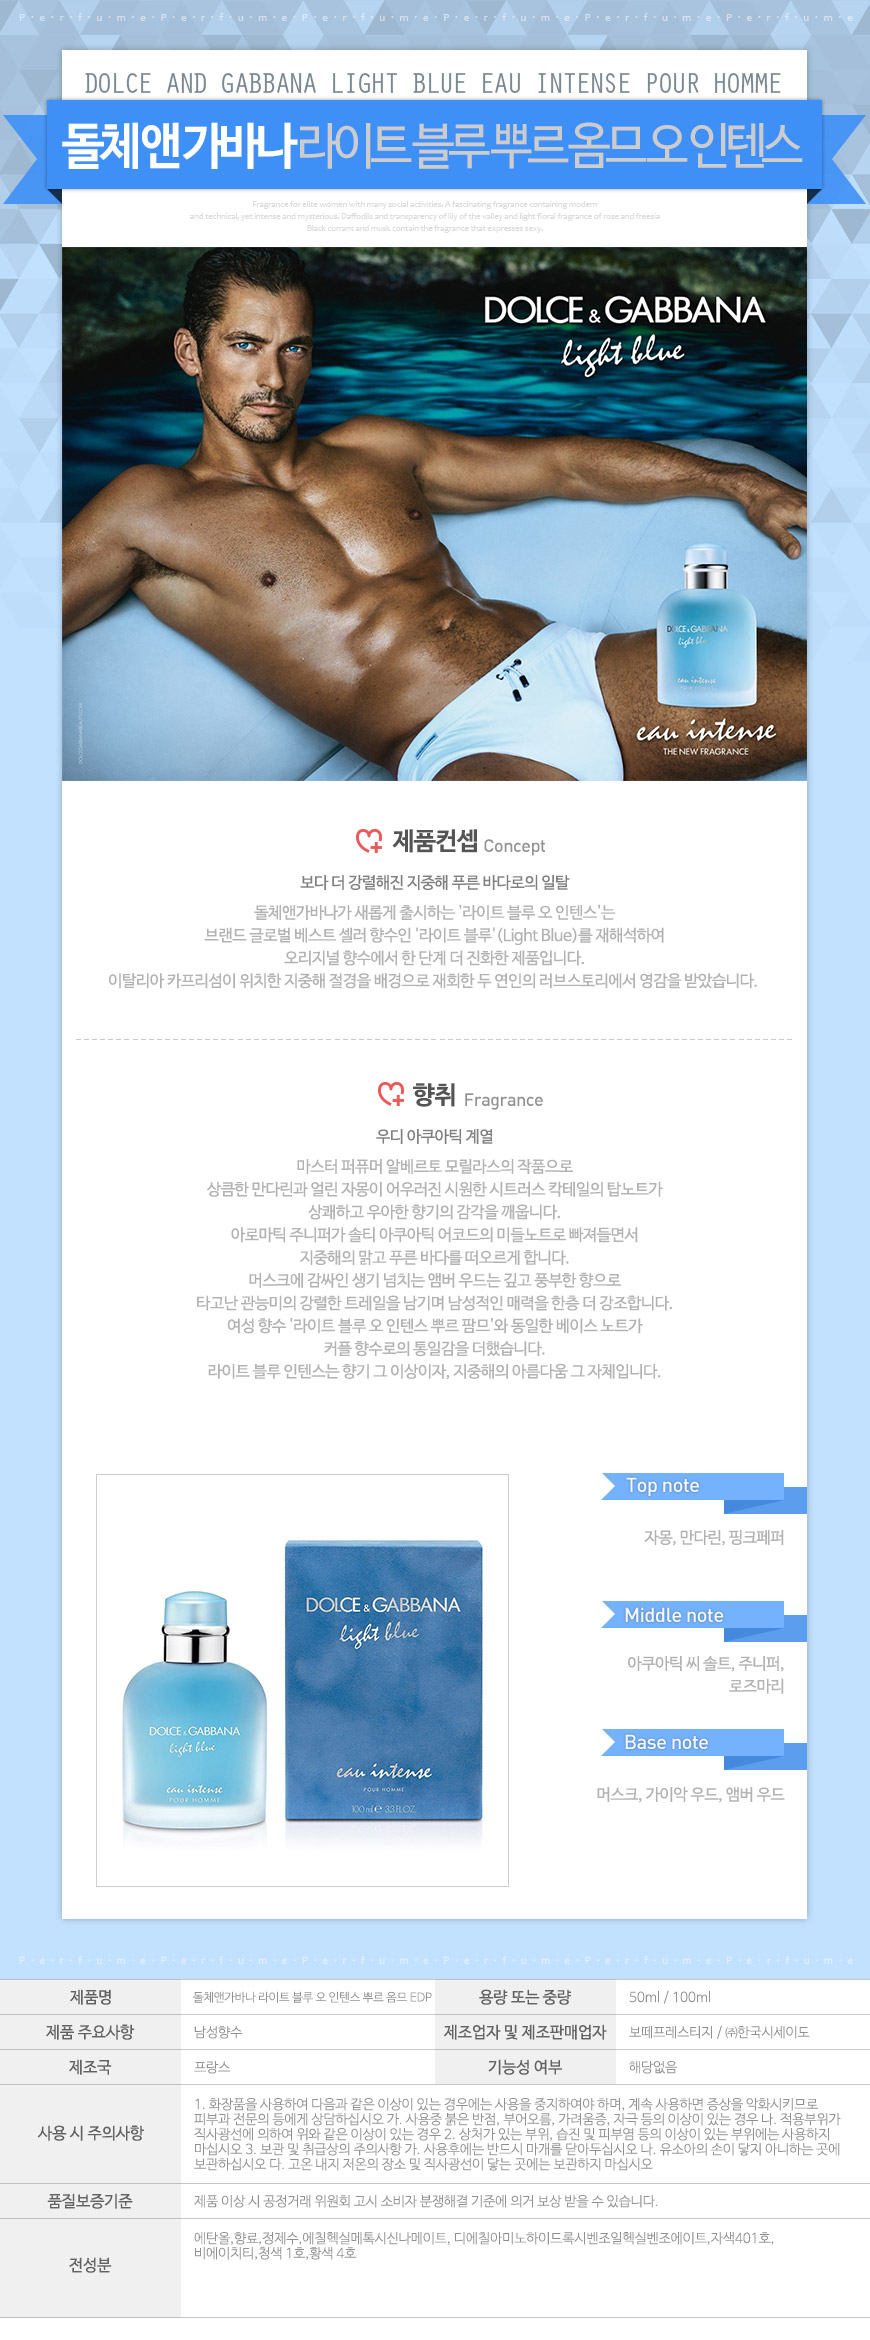 P·e·r·f·u·m·e·P·e·r·f·u·m·e·P·e·r·f·u·m·e·P·e·r·f·u·m·e·P·e·r·f·u·m·e·P·e·r·f·u·m·e
DOLCE AND GABBANA LIGHT BLUE EAU INTENSE POUR HOMME
돌체앤가바나 라이트 블루 뿌르 옴므 오 인텐스
Fragrance for elite women with many social activities. A fascinating fragrance containing modern
and technical, yet intense and mysterious. Daffodils and transparency of lily of the valley and light floral fragrance of rose and freesia
Black currant and musk contain the fragrance that expresses sexy.
DOLCE & GABBANA
light blue
DOLCE & GABBANA
light blue
eau intense
eau intense
THE NEW FRAGRANCE
제품컨셉 Concept
보다 더 강렬해진 지중해 푸른 바다로의 일탈
돌체앤가바나가 새롭게 출시하는 '라이트 블루 오 인텐스'는
브랜드 글로벌 베스트 셀러 향수인 '라이트 블루'(Light Blue)를 재해석하여
오리지널 향수에서 한 단계 더 진화한 제품입니다.
이탈리아 카프리섬이 위치한 지중해 절경을 배경으로 재회한 두 연인의 러브스토리에서 영감을 받았습니다.
향취 Fragrance
우디 아쿠아틱 계열
마스터 퍼퓨머 알베르토 모릴라스의 작품으로
상큼한 만다린과 얼린 자몽이 어우러진 시원한 시트러스 칵테일의 탑노트가
상쾌하고 우아한 향기의 감각을 깨웁니다.
아로마틱 주니퍼가 솔티 아쿠아틱 어코드의 미들노트로 빠져들면서
지중해의 맑고 푸른 바다를 떠오르게 합니다.
머스크에 감싸인 생기 넘치는 앰버 우드는 깊고 풍부한 향으로
타고난 관능미의 강렬한 트레일을 남기며 남성적인 매력을 한층 더 강조합니다.
여성 향수 '라이트 블루 오 인텐스 뿌르 팜므'와 동일한 베이스 노트가
커플 향수로의 통일감을 더했습니다.
라이트 블루 인텐스는 향기 그 이상이자, 지중해의 아름다움 그 자체입니다.
Top note
자몽, 만다린, 핑크페퍼
Middle note
아쿠아틱 씨 솔트, 주니퍼,
로즈마리
Base note
머스크, 가이악 우드, 앰버 우드
DOLCE & GABBANA
light blue
eau intense
POUR HOMME
DOLCE & GABBANA
light blue
eau intense
POUR HOMME
100 ml ℮ 3.3 FL.OZ.
P·e·r·f·u·m·e·P·e·r·f·u·m·e·P·e·r·f·u·m·e·P·e·r·f·u·m·e·P·e·r·f·u·m·e·P·e·r·f·u·m·e
제품명 돌체앤가바나 라이트 블루 오 인텐스 뿌르 옴므 EDP 용량 또는 중량 50ml / 100ml
제품 주요사항 남성향수 제조업자 및 제조판매업자 보떼프레스티지 / ㈜한국시세이도
제조국 프랑스 기능성 여부 해당없음
사용 시 주의사항
1. 화장품을 사용하여 다음과 같은 이상이 있는 경우에는 사용을 중지하여야 하며, 계속 사용하면 증상을 악화시키므로
피부과 전문의 등에게 상담하십시오 가. 사용중 붉은 반점, 부어오름, 가려움증, 자극 등의 이상이 있는 경우 나. 적용부위가
직사광선에 의하여 위와 같은 이상이 있는 경우 2. 상처가 있는 부위, 습진 및 피부염 등의 이상이 있는 부위에는 사용하지
마십시오 3. 보관 및 취급상의 주의사항 가. 사용후에는 반드시 마개를 닫아두십시오 나. 유소아의 손이 닿지 아니하는 곳에
보관하십시오 다. 고온 내지 저온의 장소 및 직사광선이 닿는 곳에는 보관하지 마십시오
품질보증기준 제품 이상 시 공정거래 위원회 고시 소비자 분쟁해결 기준에 의거 보상 받을 수 있습니다.
전성분
에탄올,향료,정제수,에칠헥실메톡시신나메이트, 디에칠아미노하이드록시벤조일헥실벤조에이트,자색401호,
비에이치티,청색 1호,황색 4호